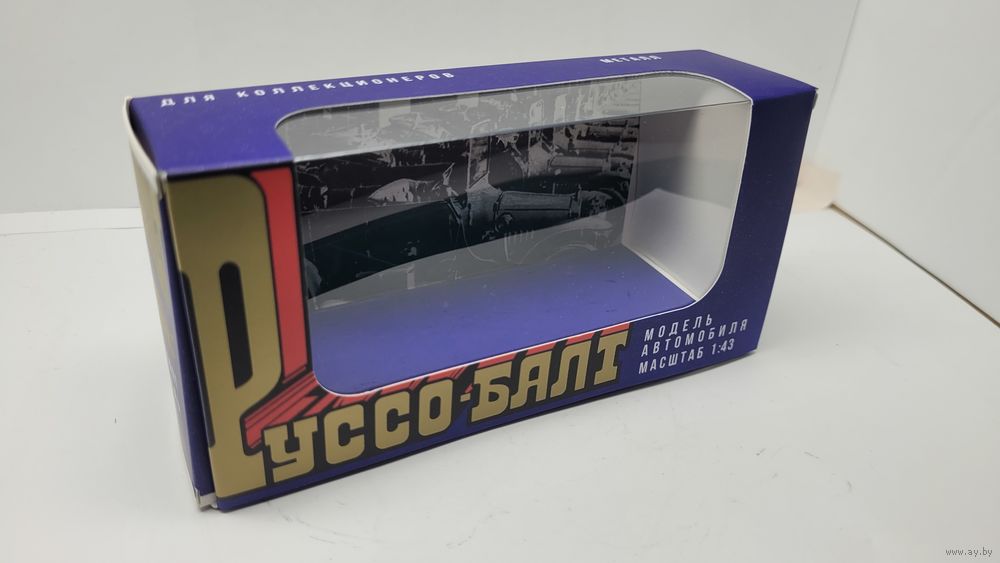 ДЛЯ КОЛЛЕКЦИОНЕРОВ
МЕТАЛЛ
РУССО-БАЛТ
МОДЕЛЬ
АВТОМОБИЛЯ
МАСШТАБ 1:43
www.ay.by